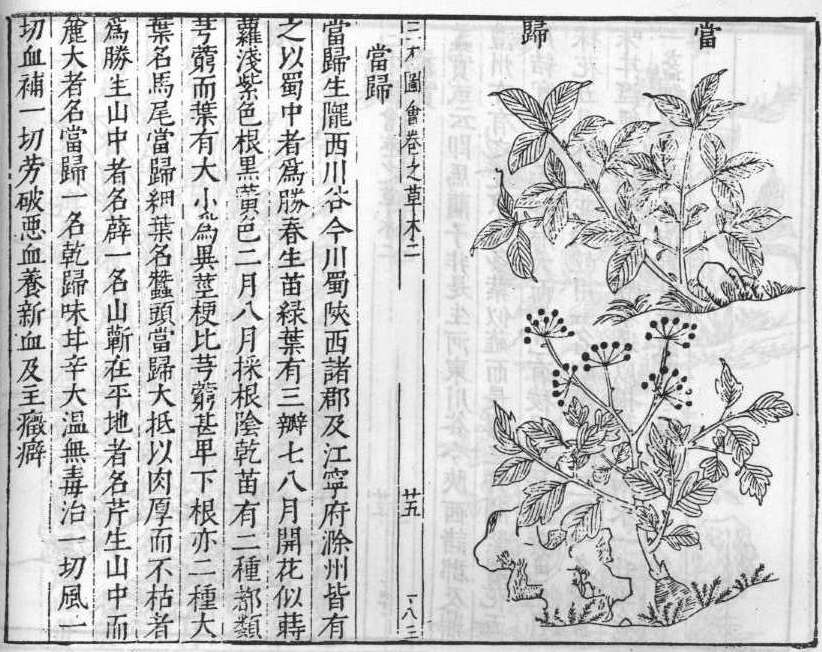 當歸
三才圖會卷之草木二
廿五
一八二
當歸
當歸生隴西川谷今川蜀陝西諸郡及江寧府滁州皆有
之以蜀中者爲勝春生苗綠葉有三瓣七八月開花似蒔
蘿淺紫色根黑黃色二月八月採根陰乾苗有二種都類
芎藭而葉有大小爲異莖梗比芎藭甚卑下根亦二種大
葉名馬尾當歸細葉名蠶頭當歸大抵以肉厚而不枯者
爲勝生山中者名薜一名山蘄在平地者名芹生山中而
麄大者名當歸一名乾歸味甘辛大溫無毒治一切風一
切血補一切劳破惡血養新血及主癥癖